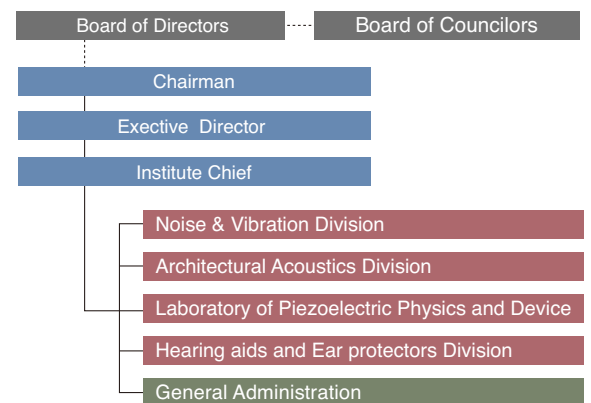 Board of Directors
Board of Councilors
Chairman
Exective Director
Institute Chief
Noise & Vibration Division
Architectural Acoustics Division
Laboratory of Piezoelectric Physics and Device
Hearing aids and Ear protectors Division
General Administration